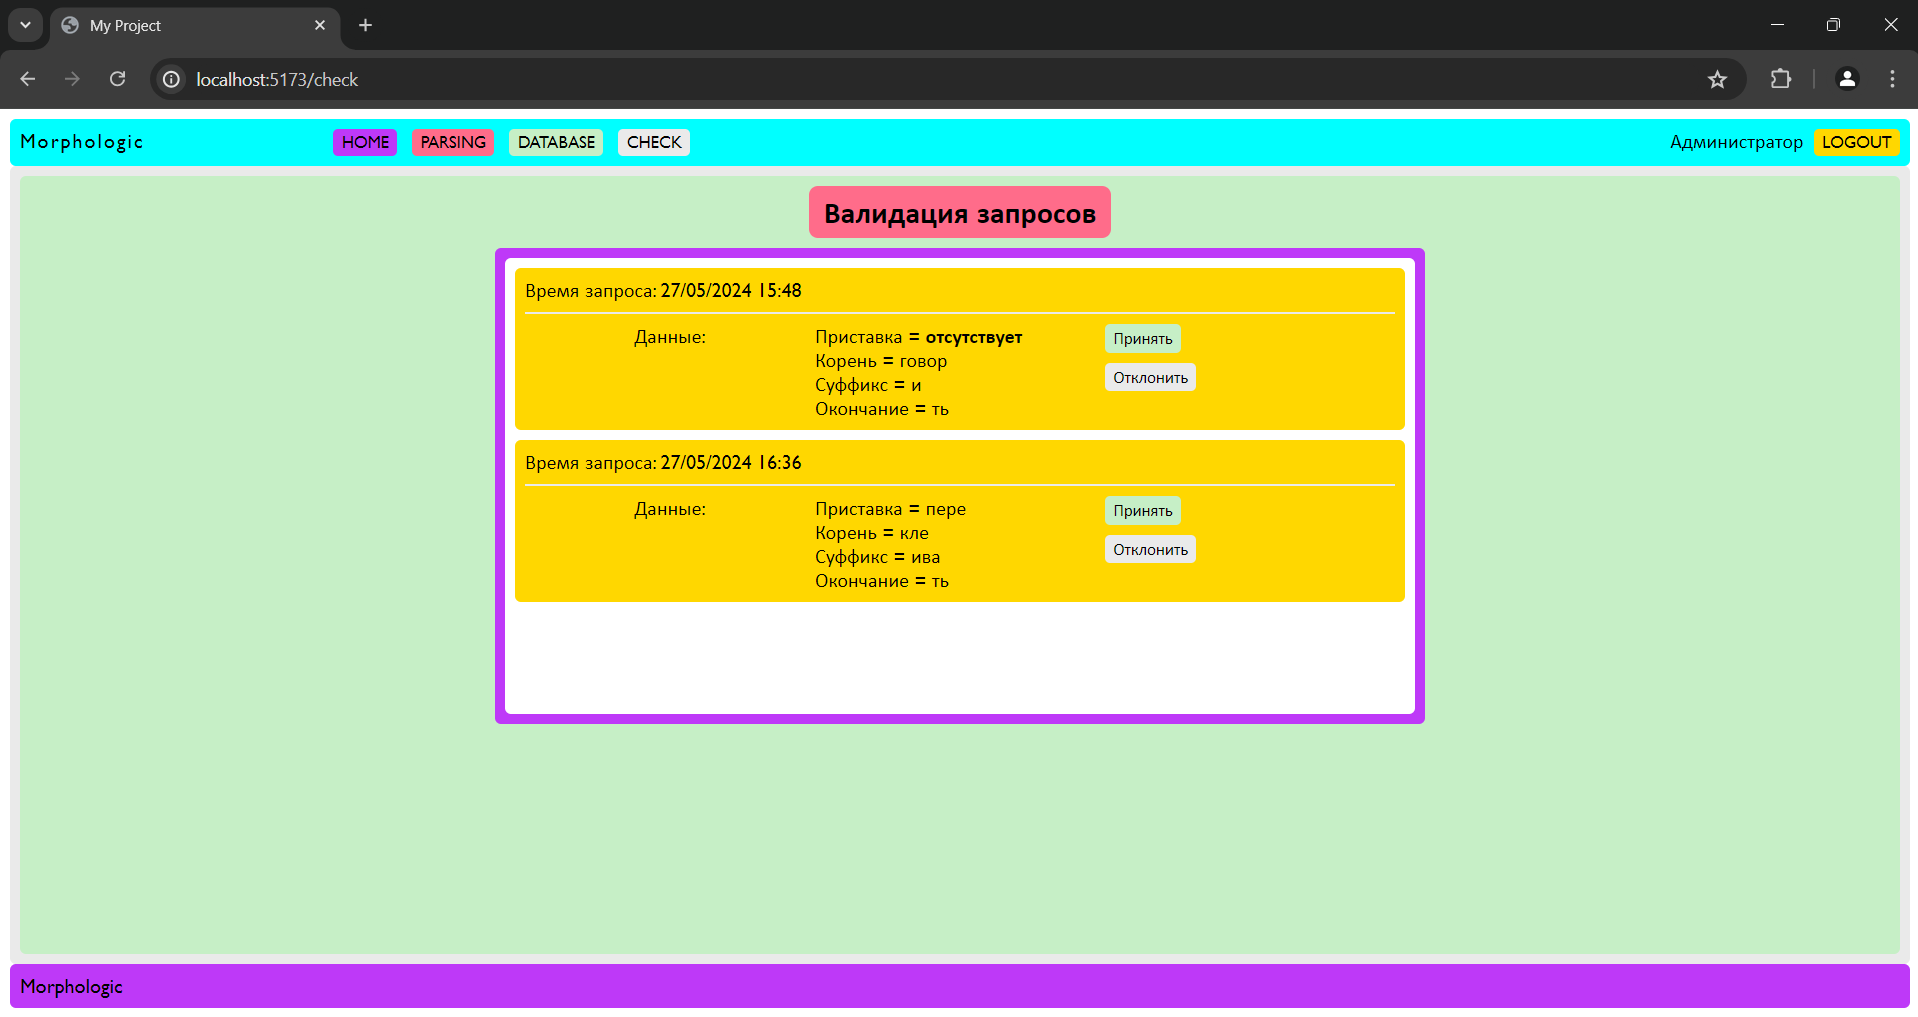 My Project
localhost:5173/check
Morphologic HOME PARSING DATABASE CHECK Администратор LOGOUT
Валидация запросов
Время запроса: 27/05/2024 15:48
Данные: Приставка = отсутствует Принять
Корень = говор
Суффикс = и Отклонить
Окончание = ть
Время запроса: 27/05/2024 16:36
Данные: Приставка = пере Принять
Корень = кле
Суффикс = ива Отклонить
Окончание = ть
Morphologic